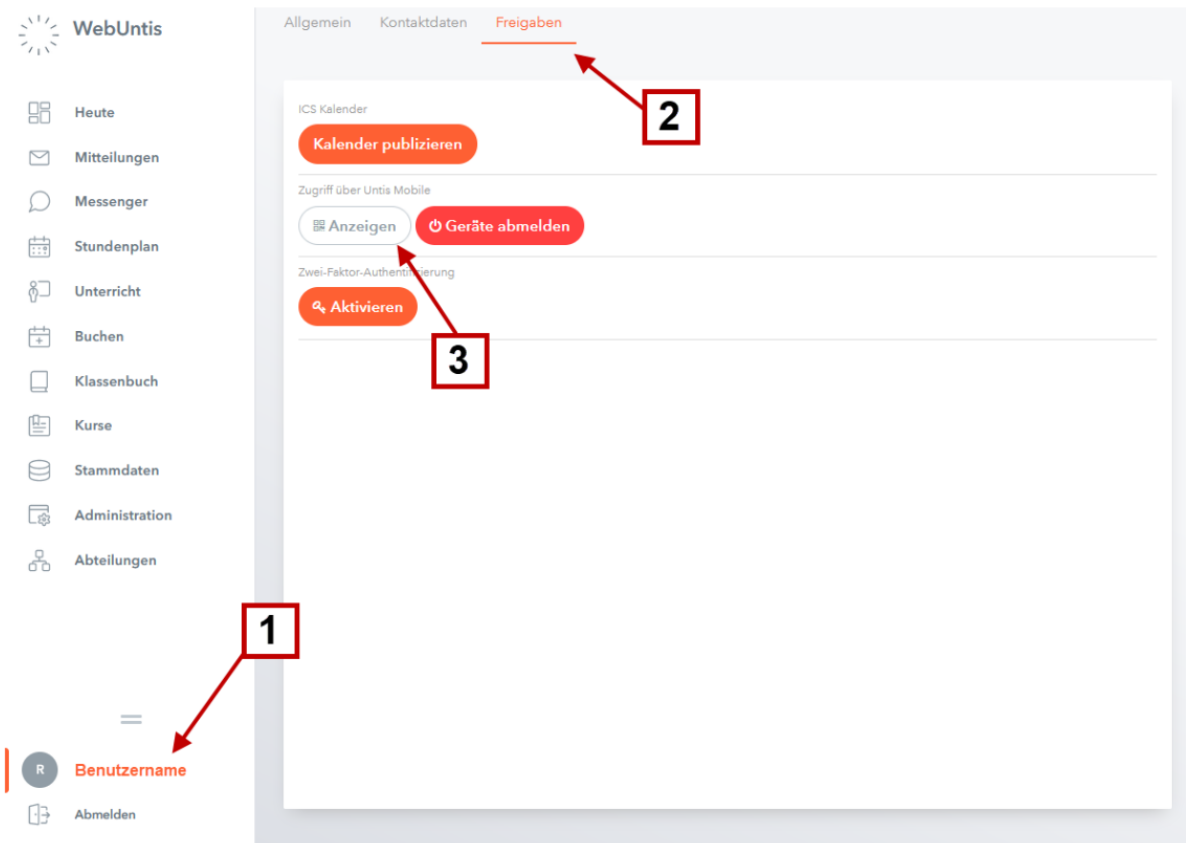 WebUntis
Heute
Mitteilungen
Messenger
Stundenplan
Unterricht
Buchen
Klassenbuch
Kurse
Stammdaten
Administration
Abteilungen
1
R Benutzername
Abmelden
Allgemein Kontaktdaten Freigaben
2
ICS Kalender
Kalender publizieren
Zugriff über Untis Mobile
Anzeigen Geräte abmelden
Zwei-Faktor-Authentifizierung
Aktivieren
3